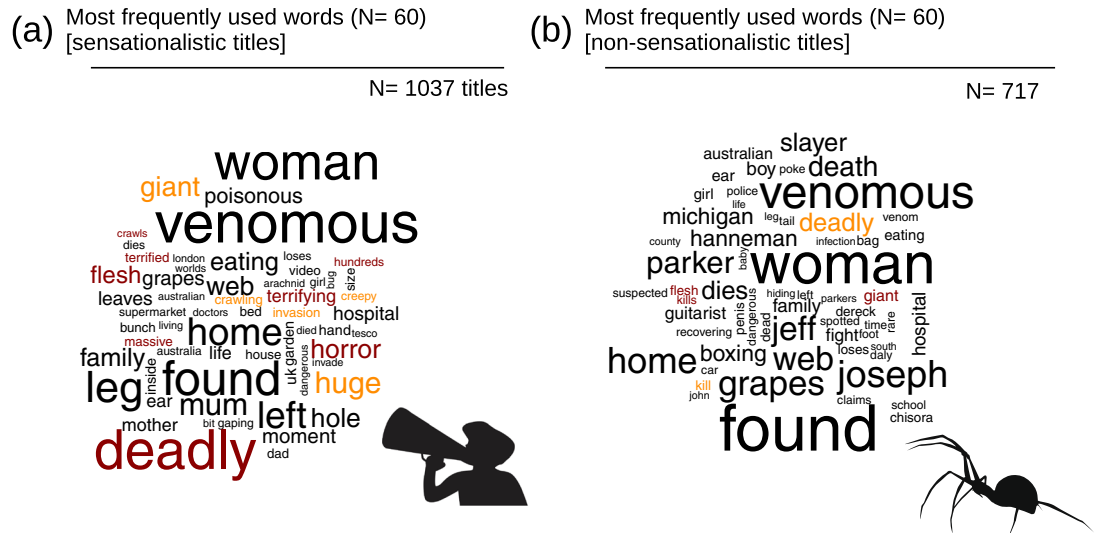 (a) Most frequently used words (N= 60)
[sensationalistic titles]
N= 1037 titles
woman
giant
poisonous
venomous
crawls
dies
terrified london
worlds
eating
loses
hundreds
flesh grapes
web
video
arachnid girl bug size
leaves australian crawling terrifying creepy
supermarket doctors bed invasion hospital
bunch living
home
garden
died hand tesco
massive
australia life house
horror
family
uk
dangerous
invade
leg
inside
found
huge
ear
mum
left hole
mother
bit gaping
deadly
moment
dad
(b) Most frequently used words (N= 60)
[non-sensationalistic titles]
N= 717
slayer
australian
boy poke death
ear
girl police
life
venomous
michigan leg tail deadly venom
county hanneman infection bag eating
parker baby woman
suspected flesh
kills
dies
hiding left parkers giant
guitarist penis dangerous family dereck
recovering dead jeff spotted time rare hospital
fight foot
home boxing web loses south
daly
car
kill
john
grapes joseph
claims
school
chisora
found